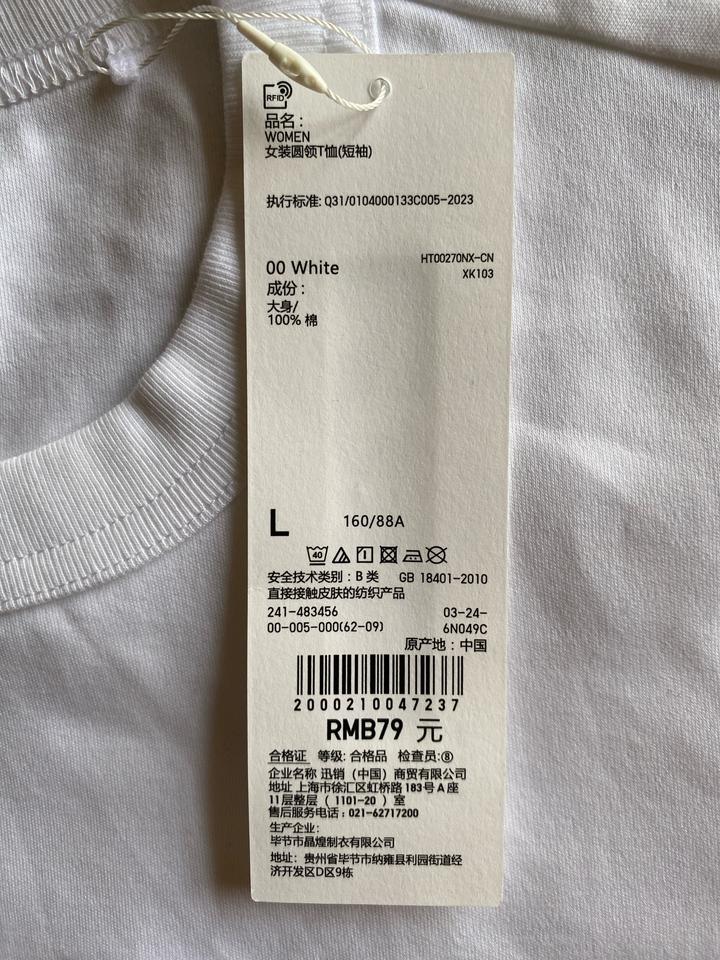 RFID
品名：
WOMEN
女装圆领T恤(短袖)
执行标准: Q31/0104000133C005-2023
HT00270NX-CN
00 White
XK103
成份：
大身/
100% 棉
L 160/88A
40
安全技术类别：B 类 GB 18401-2010
直接接触皮肤的纺织产品
241-483456 03-24-
00-005-000(62-09) 6N049C
原产地：中国
2000210047237
RMB79 元
合格证 等级: 合格品 检查员:⑧
企业名称 迅销（中国）商贸有限公司
地址 上海市徐汇区虹桥路 183号 A 座
11层整层（ 1101-20 ）室
售后服务电话：021-62717200
生产企业：
毕节市晶煌制衣有限公司
地址：贵州省毕节市纳雍县利园街道经
济开发区D区9栋